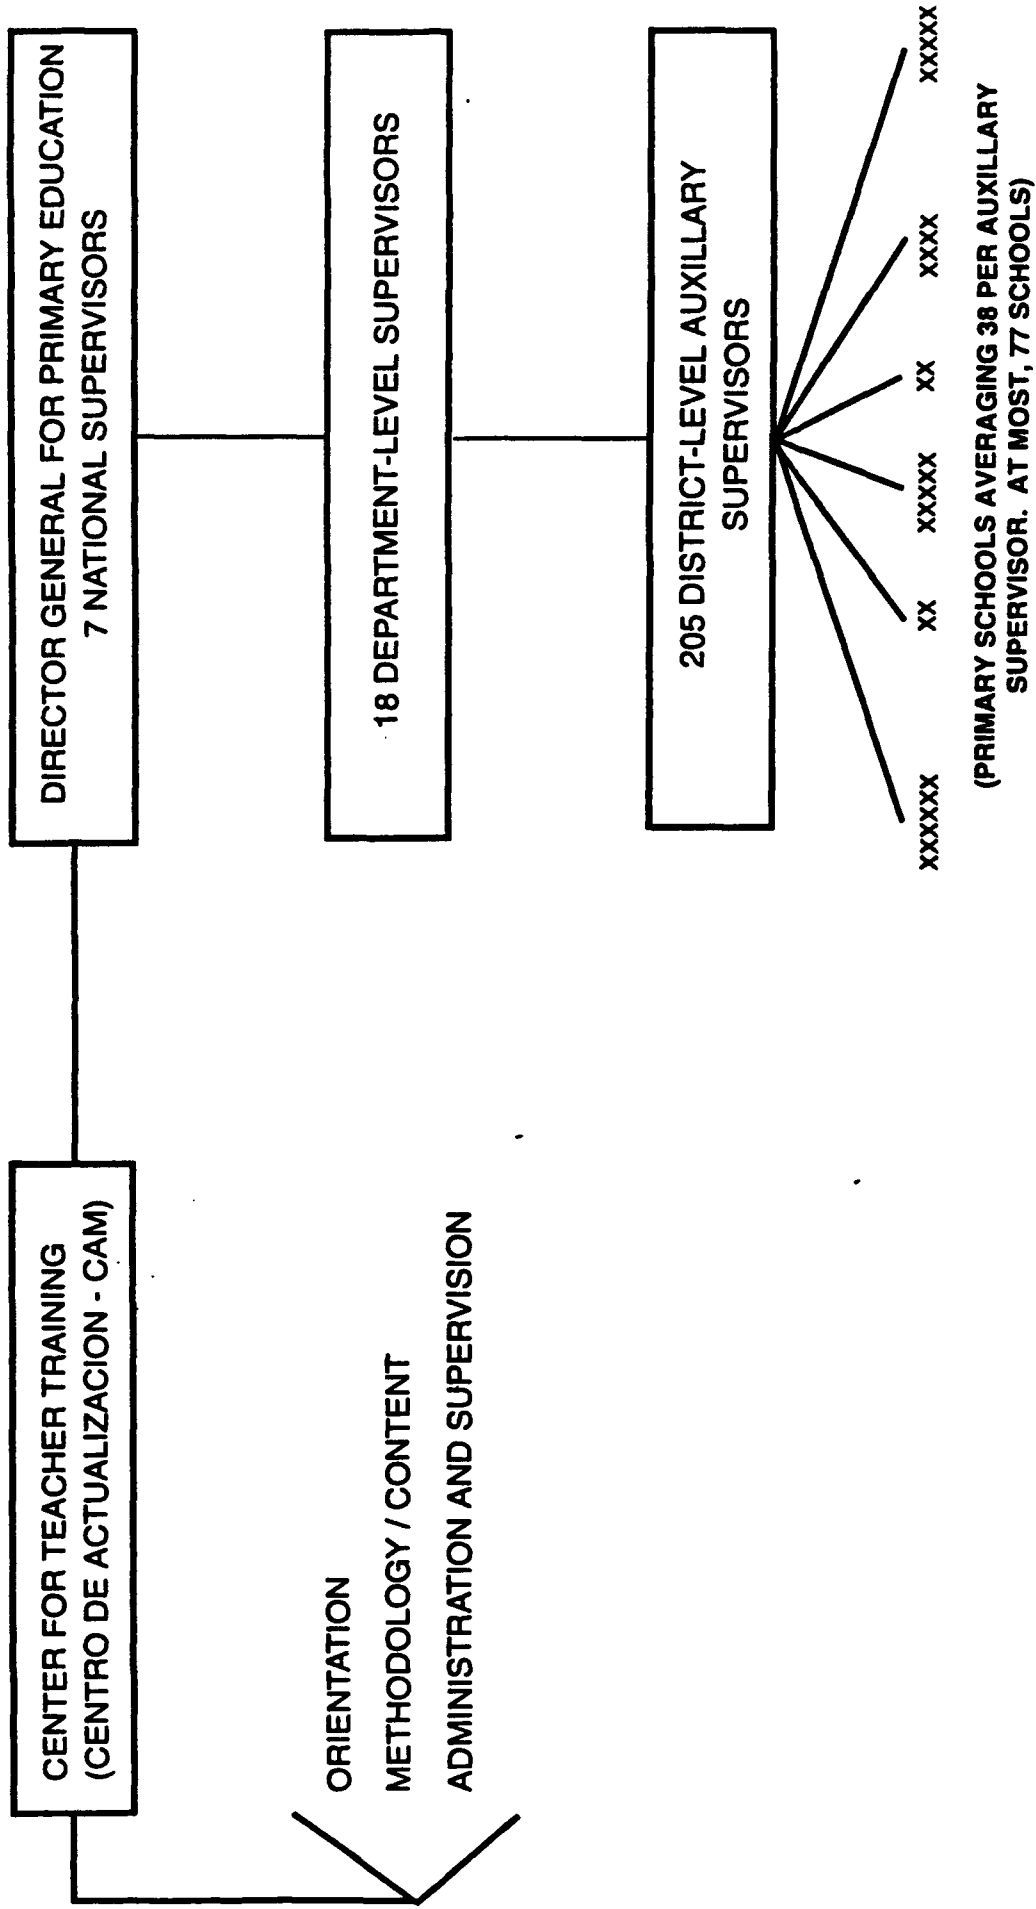 CENTER FOR TEACHER TRAINING
(CENTRO DE ACTUALIZACION - CAM)
ORIENTATION
METHODOLOGY / CONTENT
ADMINISTRATION AND SUPERVISION
DIRECTOR GENERAL FOR PRIMARY EDUCATION
7 NATIONAL SUPERVISORS
18 DEPARTMENT-LEVEL SUPERVISORS
205 DISTRICT-LEVEL AUXILLARY
SUPERVISORS
XXXXXX XX XXXXX XX XXXX XXXXX
(PRIMARY SCHOOLS AVERAGING 38 PER AUXILLARY
SUPERVISOR. AT MOST, 77 SCHOOLS)